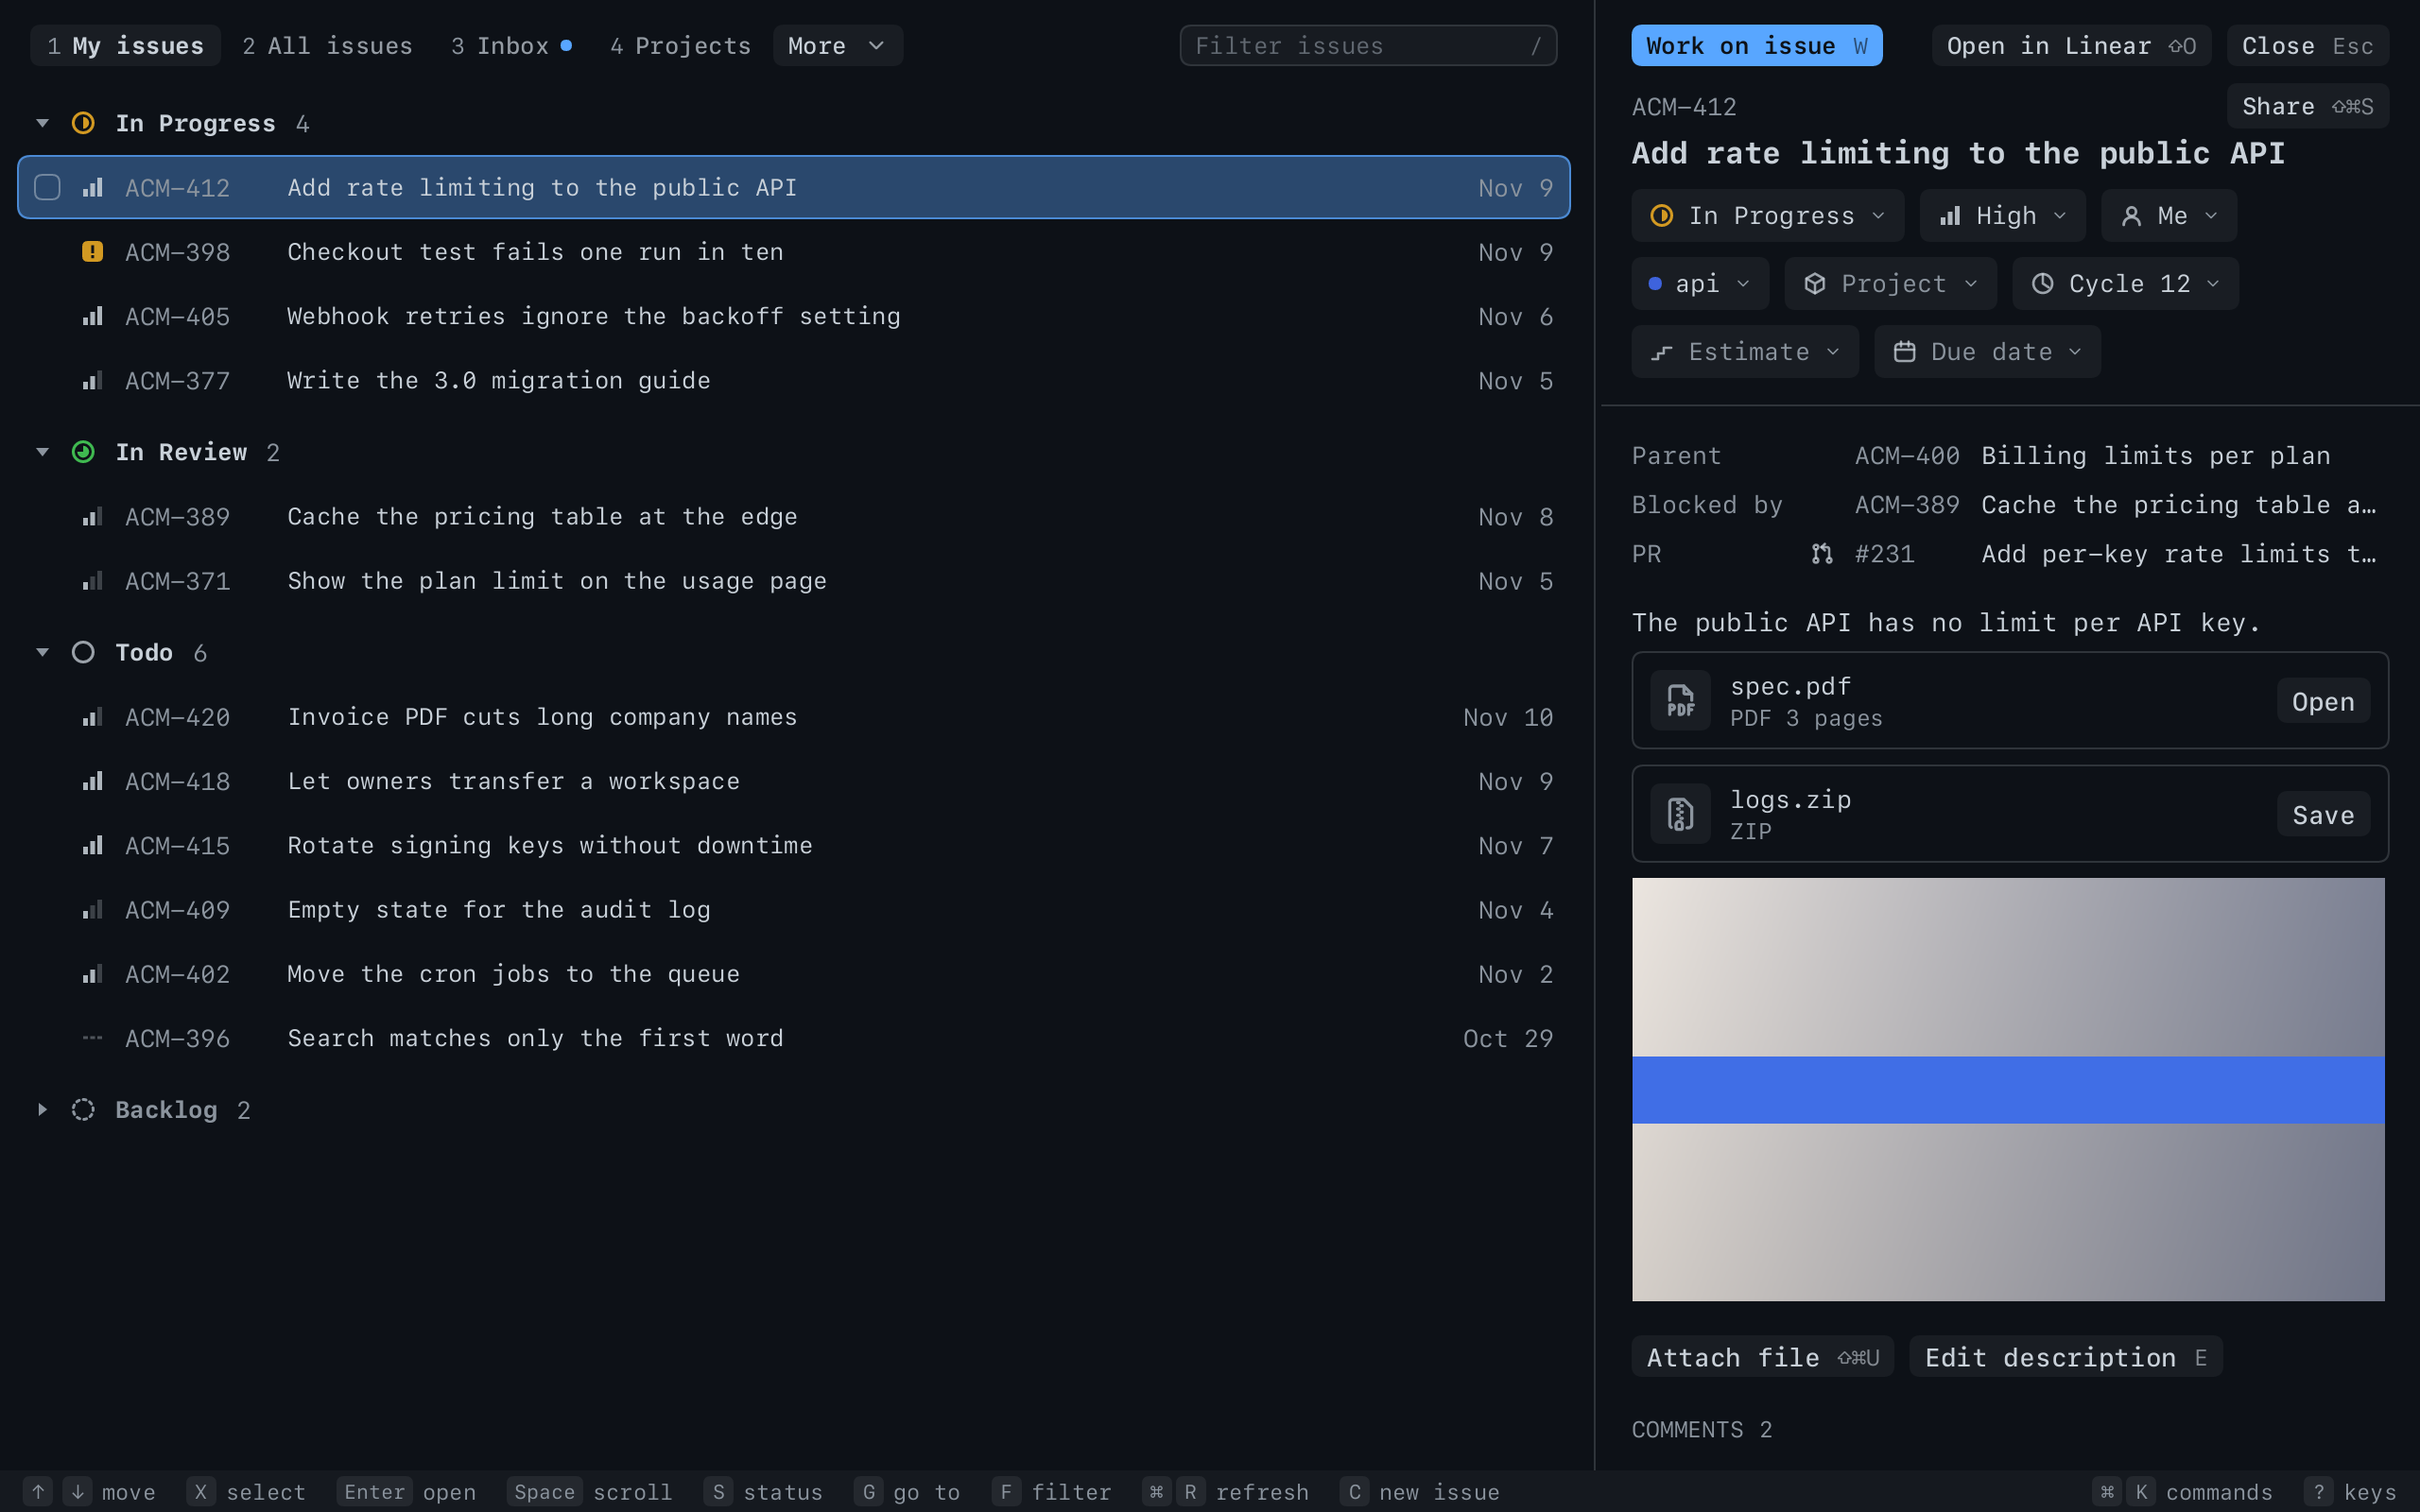 1 My issues 2 All issues 3 Inbox 4 Projects More Filter issues /
In Progress 4
ACM-412 Add rate limiting to the public API Nov 9
ACM-398 Checkout test fails one run in ten Nov 9
ACM-405 Webhook retries ignore the backoff setting Nov 6
ACM-377 Write the 3.0 migration guide Nov 5
In Review 2
ACM-389 Cache the pricing table at the edge Nov 8
ACM-371 Show the plan limit on the usage page Nov 5
Todo 6
ACM-420 Invoice PDF cuts long company names Nov 10
ACM-418 Let owners transfer a workspace Nov 9
ACM-415 Rotate signing keys without downtime Nov 7
ACM-409 Empty state for the audit log Nov 4
ACM-402 Move the cron jobs to the queue Nov 2
ACM-396 Search matches only the first word Oct 29
Backlog 2
Work on issue W Open in Linear ⇧O Close Esc
ACM-412 Share ⇧⌘S
Add rate limiting to the public API
In Progress High Me
api Project Cycle 12
Estimate Due date
Parent ACM-400 Billing limits per plan
Blocked by ACM-389 Cache the pricing table a…
PR #231 Add per-key rate limits t…
The public API has no limit per API key.
spec.pdf
PDF 3 pages
Open
logs.zip
ZIP
Save
Attach file ⇧⌘U Edit description E
COMMENTS 2
↑ ↓ move X select Enter open Space scroll S status G go to F filter ⌘ R refresh C new issue ⌘ K commands ? keys